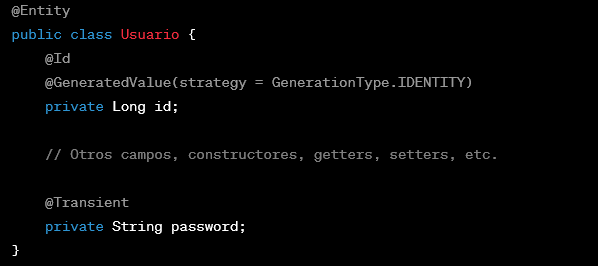 @Entity
public class Usuario {
    @Id
    @GeneratedValue(strategy = GenerationType.IDENTITY)
    private Long id;
    // Otros campos, constructores, getters, setters, etc.
    @Transient
    private String password;
}